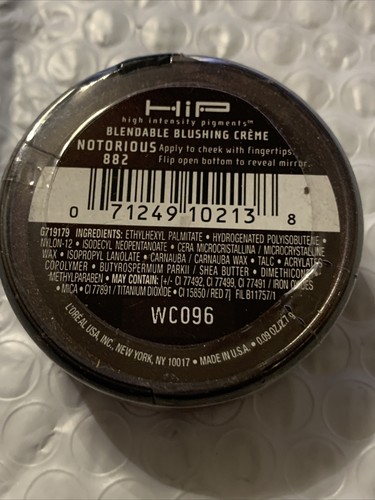 HiP
high intensity pigments™
BLENDABLE BLUSHING CRÈME
NOTORIOUS Apply to cheek with fingertips.
882 Flip open bottom to reveal mirror.
0 71249 10213 8
G719179 INGREDIENTS: ETHYLHEXYL PALMITATE • HYDROGENATED POLYISOBUTENE •
NYLON-12 • ISODECYL NEOPENTANOATE • CERA MICROCRISTALLINA / MICROCRYSTALLINE
WAX • ISOPROPYL LANOLATE • CARNAUBA / CARNAUBA WAX • TALC • ACRYLATES
COPOLYMER • BUTYROSPERMUM PARKII / SHEA BUTTER • DIMETHICONE
METHYLPARABEN • MAY CONTAIN: [+/- CI 77492, CI 77499, CI 77491 / IRON OXIDES
• MICA • CI 77891 / TITANIUM DIOXIDE • CI 15850 / RED 7] FIL B11757/1
WC096
L'OREAL USA, INC., NEW YORK, NY, 10017 • MADE IN U.S.A. • 0.09 OZ/2.7 g